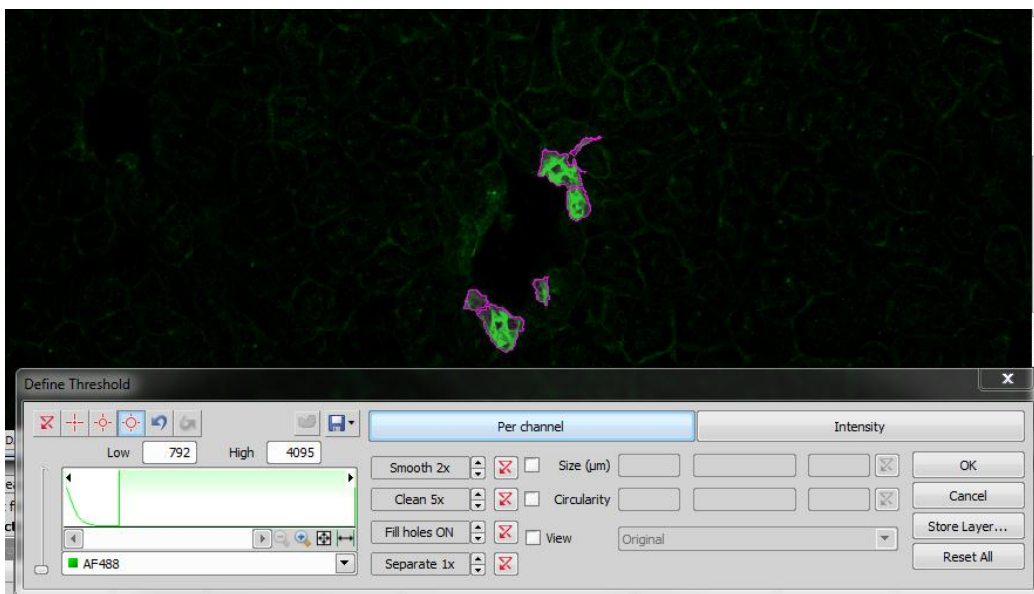 Define Threshold
X
Per channel
Intensity
Low 792 High 4095
Smooth 2x
Size (µm)
OK
Clean 5x
Circularity
Cancel
Fill holes ON
View
Original
Store Layer...
AF488
Separate 1x
Reset All